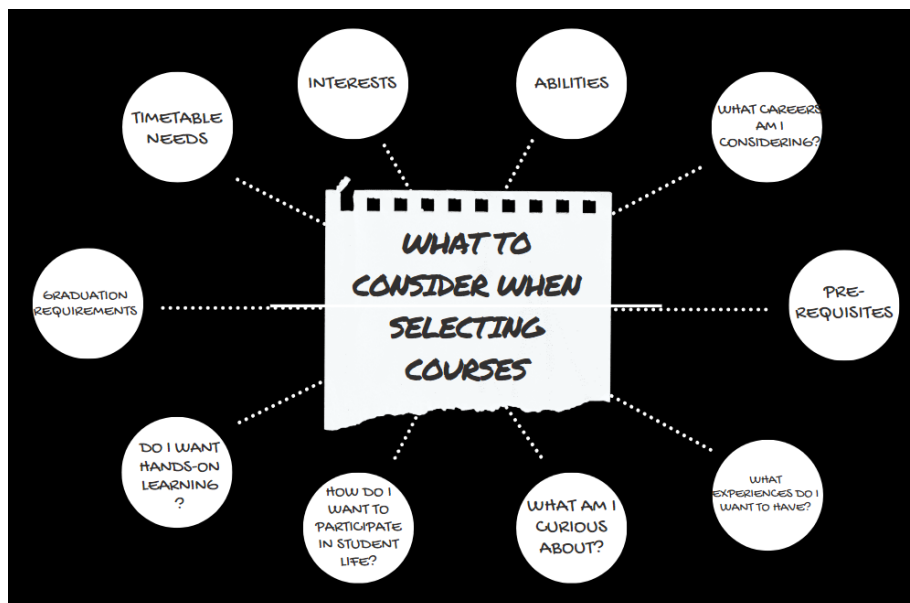 INTERESTS
ABILITIES
TIMETABLE
NEEDS
WHAT CAREERS
AM I
CONSIDERING?
WHAT TO
CONSIDER WHEN
SELECTING
COURSES
GRADUATION
REQUIREMENTS
PRE-
REQUISITES
DO I WANT
HANDS-ON
LEARNING
?
HOW DO I
WANT TO
PARTICIPATE
IN STUDENT
LIFE?
WHAT AM I
CURIOUS
ABOUT?
WHAT
EXPERIENCES DO I
WANT TO HAVE?